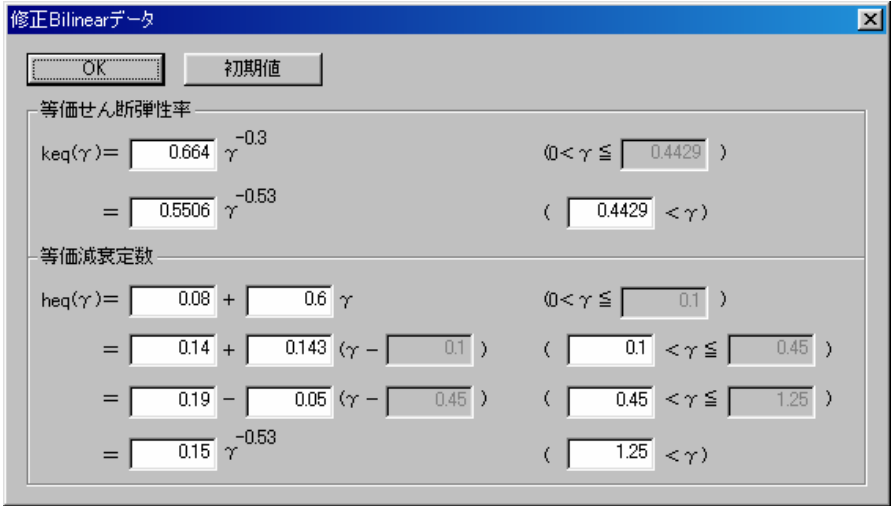 修正Bilinearデータ
OK 初期値
等価せん断弾性率
keq(γ)= 0.664 γ -0.3 (0<γ≦ 0.4429 )
= 0.5506 γ -0.53 ( 0.4429 <γ)
等価減衰定数
heq(γ)= 0.08 + 0.6 γ (0<γ≦ 0.1 )
= 0.14 + 0.143 (γ- 0.1 ) ( 0.1 <γ≦ 0.45 )
= 0.19 - 0.05 (γ- 0.45 ) ( 0.45 <γ≦ 1.25 )
= 0.15 γ -0.53 ( 1.25 <γ)